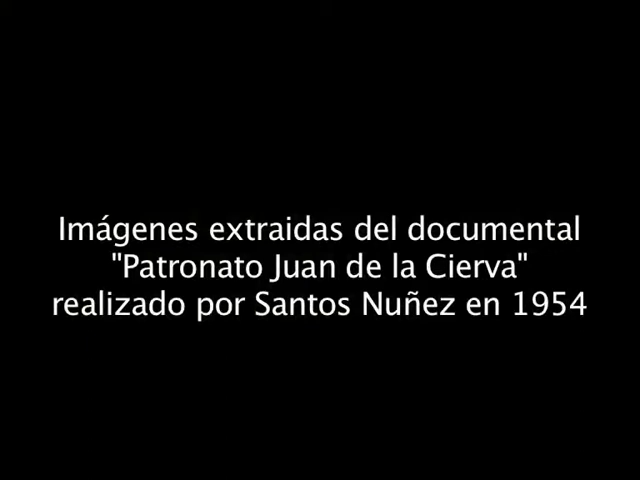 Imágenes extraidas del documental
"Patronato Juan de la Cierva"
realizado por Santos Nuñez en 1954